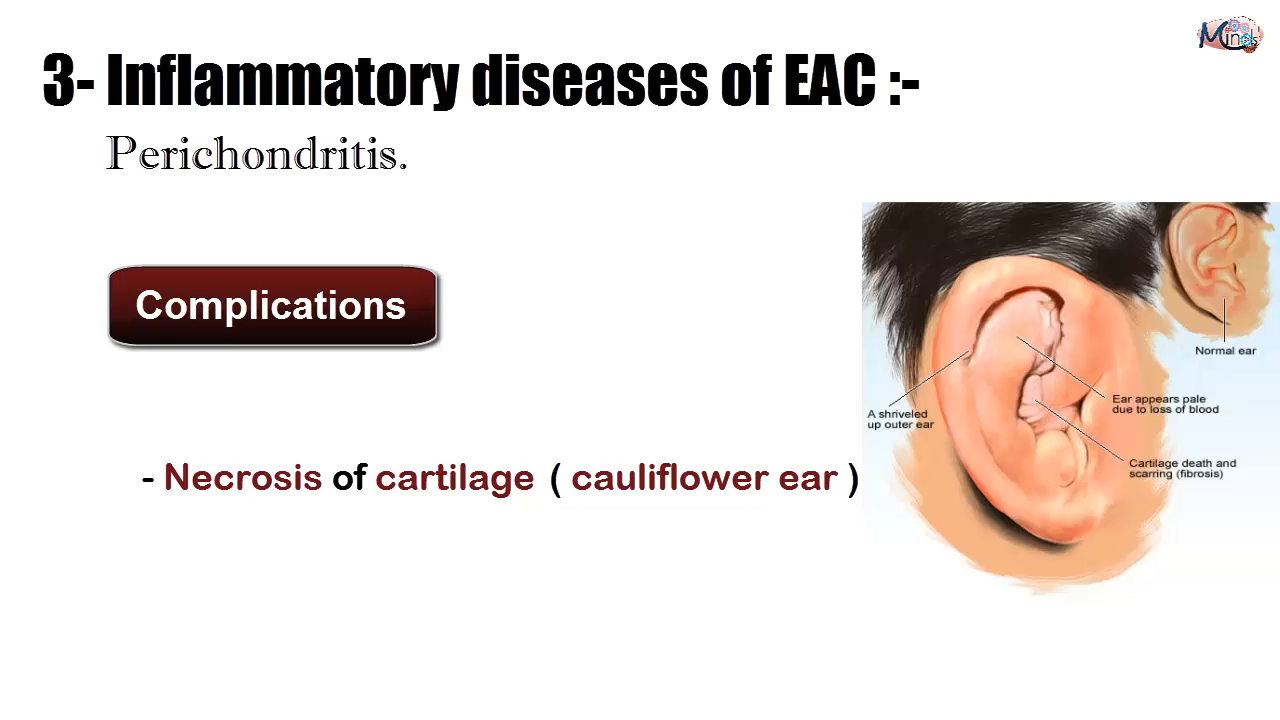 3- Inflammatory diseases of EAC :-
Minds
Perichondritis.
Complications
Normal ear
Ear appears pale
due to loss of blood
A shriveled
up outer ear
Cartilage death and
scarring (fibrosis)
- Necrosis of cartilage ( cauliflower ear )